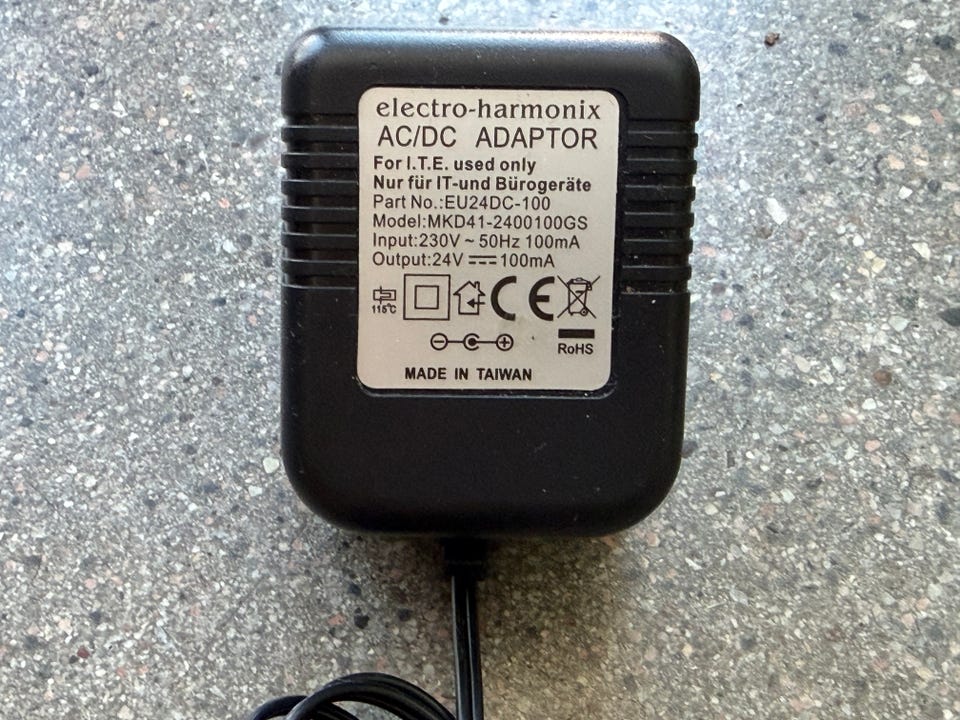 electro-harmonix
AC/DC ADAPTOR
For I.T.E. used only
Nur für IT-und Bürogeräte
Part No.:EU24DC-100
Model:MKD41-2400100GS
Input:230V ~ 50Hz 100mA
Output:24V ⎓ 100mA
115°C
CE
RoHS
MADE IN TAIWAN